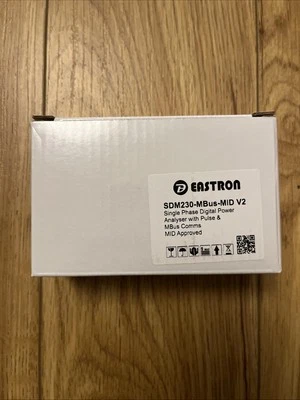 EASTRON
SDM230-MBus-MID V2
Single Phase Digital Power
Analyser with Pulse &
MBus Comms
MID Approved